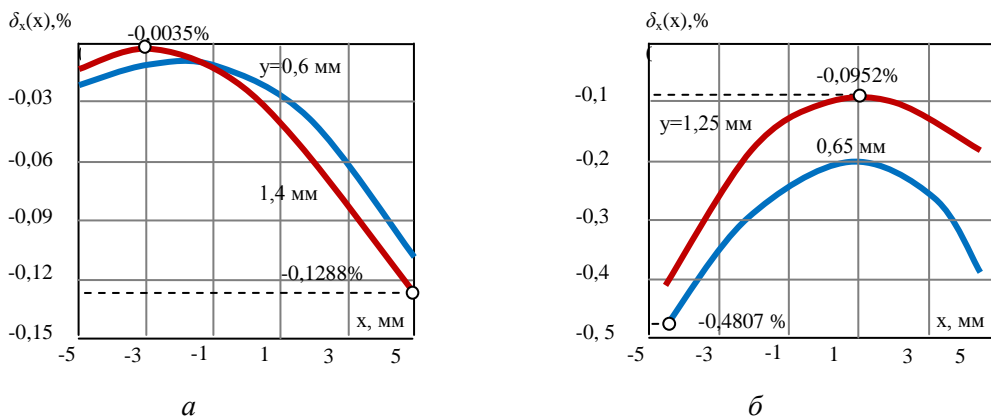 δₓ(x),%
-0,0035%
y=0,6 мм
-0,03
-0,06
1,4 мм
-0,09
-0,12
-0,1288%
-0,15
x, мм
-5 -3 -1 1 3 5
а
δₓ(x),%
-0,0952%
-0,1
y=1,25 мм
0,65 мм
-0,2
-0,3
-0,4
-0,4807 %
-0,5
x, мм
-5 -3 -1 1 3 5
б